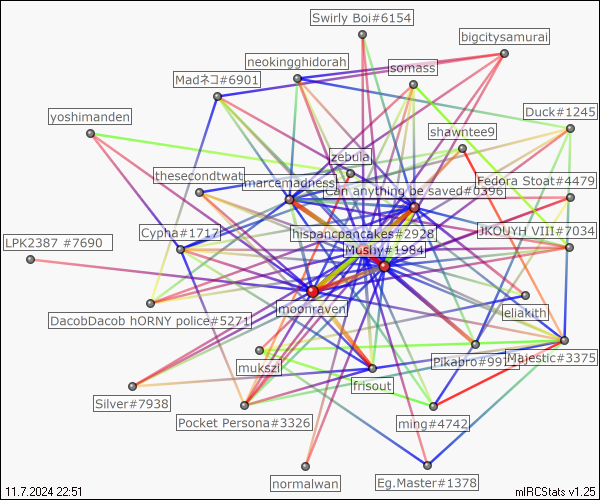 Swirly Boi#6154
bigcitysamurai
neokingghidorah
somass
Madネコ#6901
Duck#1245
yoshimanden
shawntee9
zebula
thesecondtwat
marcemadness
Can anything be saved#0396
Fedora Stoat#4479
Cypha#1717
hispancpancakes#2928
JKOUYH VIII#7034
LPK2387 #7690
Mushy#1984
moonraven
eliakith
DacobDacob hORNY police#5271
mukszi
Pikabro#991
Majestic#3375
frisout
Silver#7938
Pocket Persona#3326
ming#4742
normalwan
Eg.Master#1378
11.7.2024 22:51
mIRCStats v1.25